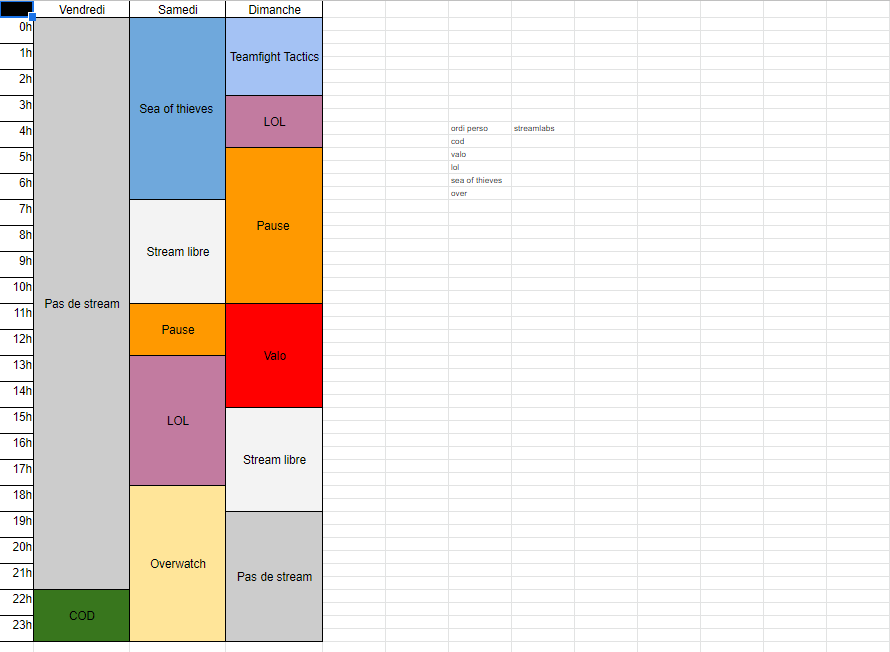 Vendredi Samedi Dimanche
0h
1h
Teamfight Tactics
2h
3h
Sea of thieves
LOL
4h
ordi perso streamlabs
cod
5h
valo
lol
6h
sea of thieves
over
7h
Pause
8h
Stream libre
9h
10h
Pas de stream
11h
Pause
12h
Valo
13h
14h
LOL
15h
16h
Stream libre
17h
18h
19h
20h
Overwatch
Pas de stream
21h
22h
COD
23h